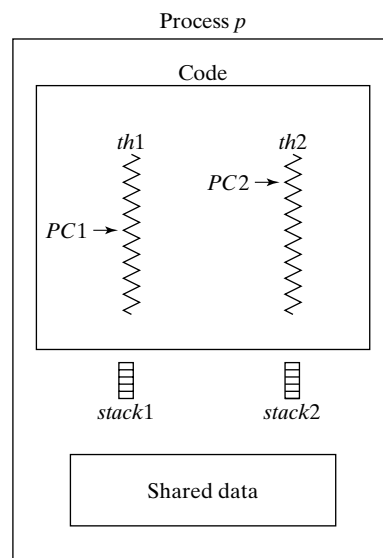 Process p
Code
th1
th2
PC2
PC1
stack1
stack2
Shared data